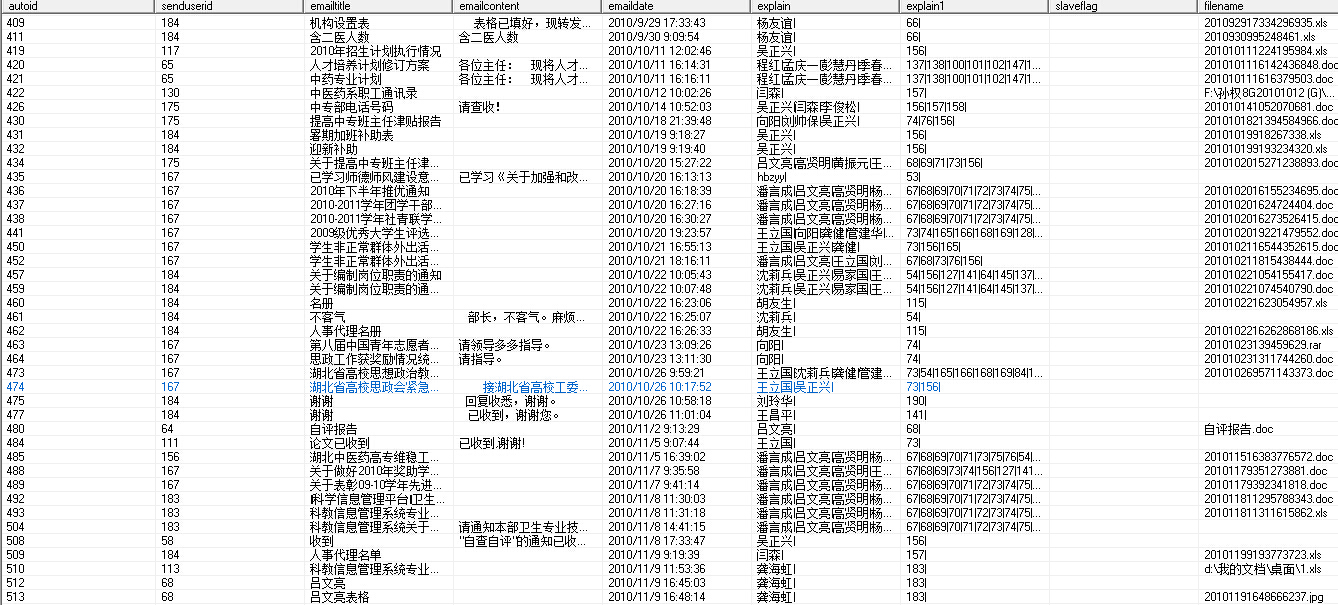 autoid senduserid emailtitle emailcontent emaildate explain explain1 slaveflag filename
409 184 机构设置表 表格已填好，现转发... 2010/9/29 17:33:43 杨友谊| 66| 201092917334296935.xls
411 184 含二医人数 含二医人数 2010/9/30 9:09:54 杨友谊| 66| 2010930995248461.xls
419 117 2010年招生计划执行情况 2010/10/11 12:02:46 吴正兴| 156| 2010101111224195984.xls
420 65 人才培养计划修订方案 各位主任： 现将人才... 2010/10/11 16:14:31 程红|孟庆一|彭慧丹|季春... 137|138|100|101|102|147|1... 2010101116142436848.doc
421 65 中药专业计划 各位主任： 现将人才... 2010/10/11 16:16:11 程红|孟庆一|彭慧丹|季春... 137|138|100|101|102|147|1... 201010111616379503.doc
422 130 中医药系职工通讯录 2010/10/12 10:02:26 闫森| 157| F:\孙权8G20101012 (G)\...
426 175 中专部电话号码 请查收! 2010/10/14 10:52:03 吴正兴|闫森|李俊松| 156|157|158| 2010101410520706​81.doc
430 175 提高中专班主任津贴报告 2010/10/18 21:39:48 向阳|刘帅保|吴正兴| 74|76|156| 2010101821394584966.doc
431 184 暑期加班补助表 2010/10/19 9:18:27 吴正兴| 156| 20101019918267338.xls
432 184 迎新补助 2010/10/19 9:19:40 吴正兴| 156| 201010199193234320.xls
434 175 关于提高中专班主任津... 2010/10/20 15:27:22 吕文亮|高贤明|黄振元|王... 68|69|71|73|156| 2010102015271238893.doc
435 167 已学习师德师风建设意... 已学习《关于加强和改... 2010/10/20 16:13:13 hbzyy| 53|
436 167 2010年下半年推优通知 2010/10/20 16:18:39 潘言成|吕文亮|高贤明|杨... 67|68|69|70|71|72|73|74|75|... 2010102016155234695.doc
437 167 2010-2011学年团学干部... 2010/10/20 16:27:16 潘言成|吕文亮|高贤明|杨... 67|68|69|70|71|72|73|74|75|... 201010201624724404.doc
438 167 2010-2011学年社青联学... 2010/10/20 16:30:27 潘言成|吕文亮|高贤明|杨... 67|68|69|70|71|72|73|74|75|... 2010102016273526415.doc
441 167 2009级优秀大学生评选... 2010/10/20 19:23:57 王立国|向阳|龚健|管建华|... 73|74|165|166|168|169|128|... 2010102019221479552.doc
450 167 学生非正常群体外出活... 2010/10/21 16:55:13 王立国|吴正兴|龚健| 73|156|165| 2010102116544352615.doc
452 167 学生非正常群体外出活... 2010/10/21 18:16:11 潘言成|吕文亮|王立国|刘... 67|68|73|76|156| 201010211815438444.doc
457 184 关于编制岗位职责的通知 2010/10/22 10:05:43 沈莉兵|吴正兴|易家国|王... 54|156|127|141|64|145|137|... 201010221054155417.doc
459 184 关于编制岗位职责的通... 2010/10/22 10:07:48 沈莉兵|吴正兴|易家国|王... 54|156|127|141|64|145|137|... 201010221074540790.doc
460 184 名册 2010/10/22 16:23:06 胡友生| 115| 201010221623054957.xls
461 184 不客气 部长，不客气。麻烦... 2010/10/22 16:25:07 沈莉兵| 54|
462 184 人事代理名册 2010/10/22 16:26:33 胡友生| 115| 2010102216262868186.xls
463 167 第八届中国青年志愿者... 请领导多多指导。 2010/10/23 13:09:26 向阳| 74| 201010231394​59629.rar
464 167 思政工作获奖励情况统... 请指导。 2010/10/23 13:11:30 向阳| 74| 2010102313117​44260.doc
473 167 湖北省高校思想政治教... 2010/10/26 9:59:21 王立国|沈莉兵|龚健|管建... 73|54|165|166|168|169|84|1... 201010269571143373.doc
474 167 湖北省高校思政会紧急... 接湖北省高校工委... 2010/10/26 10:17:52 王立国|吴正兴| 73|156|
475 184 谢谢 回复收悉，谢谢。 2010/10/26 10:58:18 刘玲华| 190|
477 184 谢谢 已收到，谢谢您。 2010/10/26 11:01:04 王昌平| 141|
480 64 自评报告 2010/11/2 9:13:29 吕文亮| 68| 自评报告.doc
484 111 论文已收到 已收到.谢谢! 2010/11/5 9:07:44 王立国| 73|
485 156 湖北中医药高专维稳工... 2010/11/5 16:39:02 潘言成|吕文亮|高贤明|杨... 67|68|69|70|71|73|75|76|54|... 201011516383776572.doc
488 167 关于做好2010年奖助学... 2010/11/7 9:35:58 潘言成|吕文亮|高贤明|王... 67|68|69|73|74|156|127|141... 20101179351273881.doc
489 167 关于表彰09-10学年先进... 2010/11/7 9:41:14 潘言成|吕文亮|高贤明|杨... 67|68|69|70|71|72|73|74|75|... 20101179392341818.doc
492 183 |科学信息管理平台|卫生... 2010/11/8 11:30:03 潘言成|吕文亮|高贤明|杨... 67|68|69|70|71|72|73|74|75|... 201011811295788343.doc
493 183 科教信息管理系统专业... 2010/11/8 11:31:18 潘言成|吕文亮|高贤明|杨... 67|68|69|70|71|72|73|74|75|... 201011811311615862.xls
504 183 科教信息管理系统关于... 请通知本部卫生专业技... 2010/11/8 14:41:15 潘言成|吕文亮|高贤明|杨... 67|68|69|70|71|72|73|74|75|...
508 58 收到 "自查自评"的通知已收... 2010/11/8 17:33:47 吴正兴| 156|
509 184 人事代理名单 2010/11/9 9:19:39 闫森| 157| 20101199193773723.xls
510 113 科教信息管理系统专业... 2010/11/9 11:53:36 龚海虹| 183| d:\我的文档\桌面\1.xls
512 68 吕文亮 2010/11/9 16:45:03 龚海虹| 183|
513 68 吕文亮表格 2010/11/9 16:48:14 龚海虹| 183| 20101191648666237.jpg